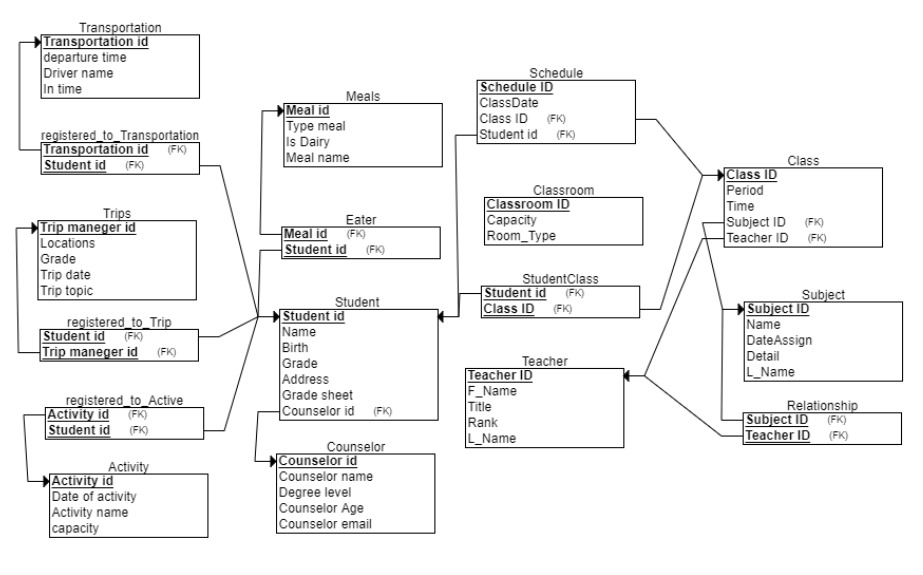 Transportation
Transportation id
departure time
Driver name
In time
registered_to_Transportation
Transportation id (FK)
Student id (FK)
Trips
Trip maneger id
Locations
Grade
Trip date
Trip topic
registered_to_Trip
Student id (FK)
Trip maneger id (FK)
registered_to_Active
Activity id (FK)
Student id (FK)
Activity
Activity id
Date of activity
Activity name
capacity
Meals
Meal id
Type meal
Is Dairy
Meal name
Eater
Meal id (FK)
Student id (FK)
Student
Student id
Name
Birth
Grade
Address
Grade sheet
Counselor id (FK)
Counselor
Counselor id
Counselor name
Degree level
Counselor Age
Counselor email
Schedule
Schedule ID
ClassDate
Class ID (FK)
Student id (FK)
Classroom
Classroom ID
Capacity
Room_Type
StudentClass
Student id (FK)
Class ID (FK)
Teacher
Teacher ID
F_Name
Title
Rank
L_Name
Class
Class ID
Period
Time
Subject ID (FK)
Teacher ID (FK)
Subject
Subject ID
Name
DateAssign
Detail
L_Name
Relationship
Subject ID (FK)
Teacher ID (FK)